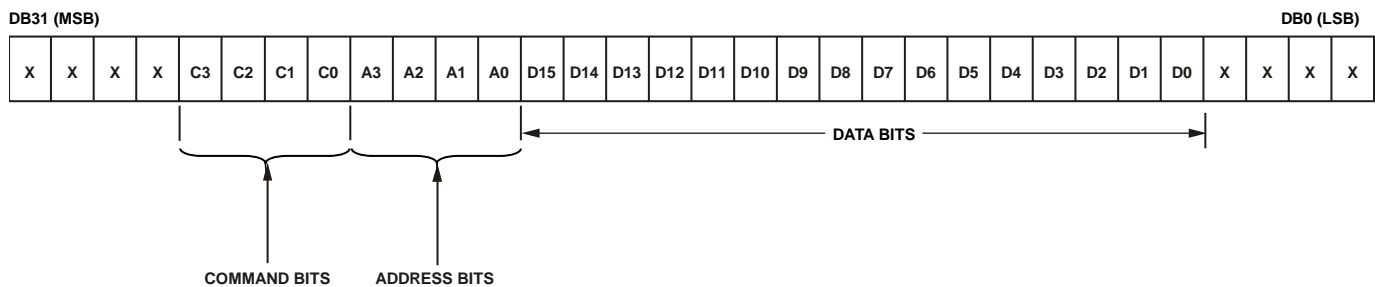 DB31 (MSB) DB0 (LSB)
X X X X C3 C2 C1 C0 A3 A2 A1 A0 D15 D14 D13 D12 D11 D10 D9 D8 D7 D6 D5 D4 D3 D2 D1 D0 X X X X
DATA BITS
COMMAND BITS ADDRESS BITS